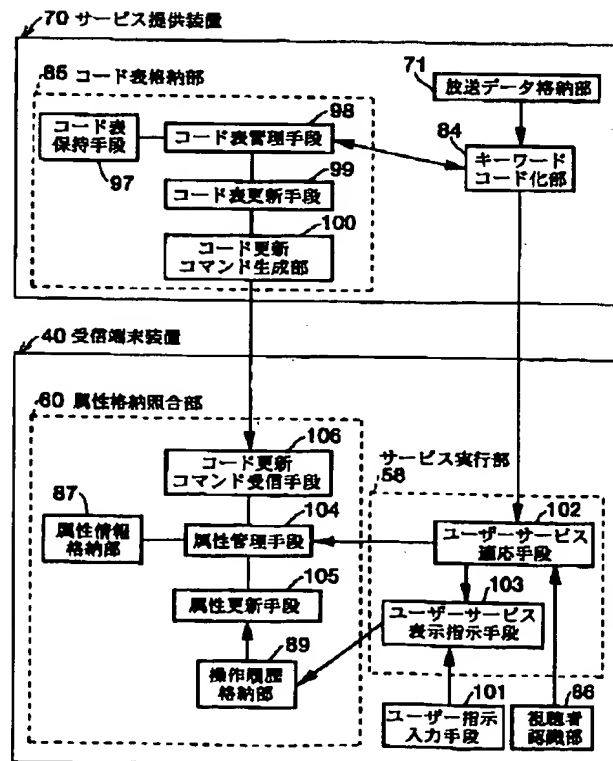 70 サービス提供装置
85 コード表格納部
71
放送データ格納部
98
コード表
保持手段
コード表管理手段
84
キーワード
コード化部
97
99
コード表更新手段
100
コード更新
コマンド生成部
40 受信端末装置
60 属性格納照合部
106
コード更新
コマンド受信手段
サービス実行部
58
87
属性情報
格納部
104
属性管理手段
102
ユーザーサービス
適応手段
105
属性更新手段
103
ユーザーサービス
表示指示手段
89
操作履歴
格納部
101
ユーザー指示
入力手段
86
視聴者
認識部